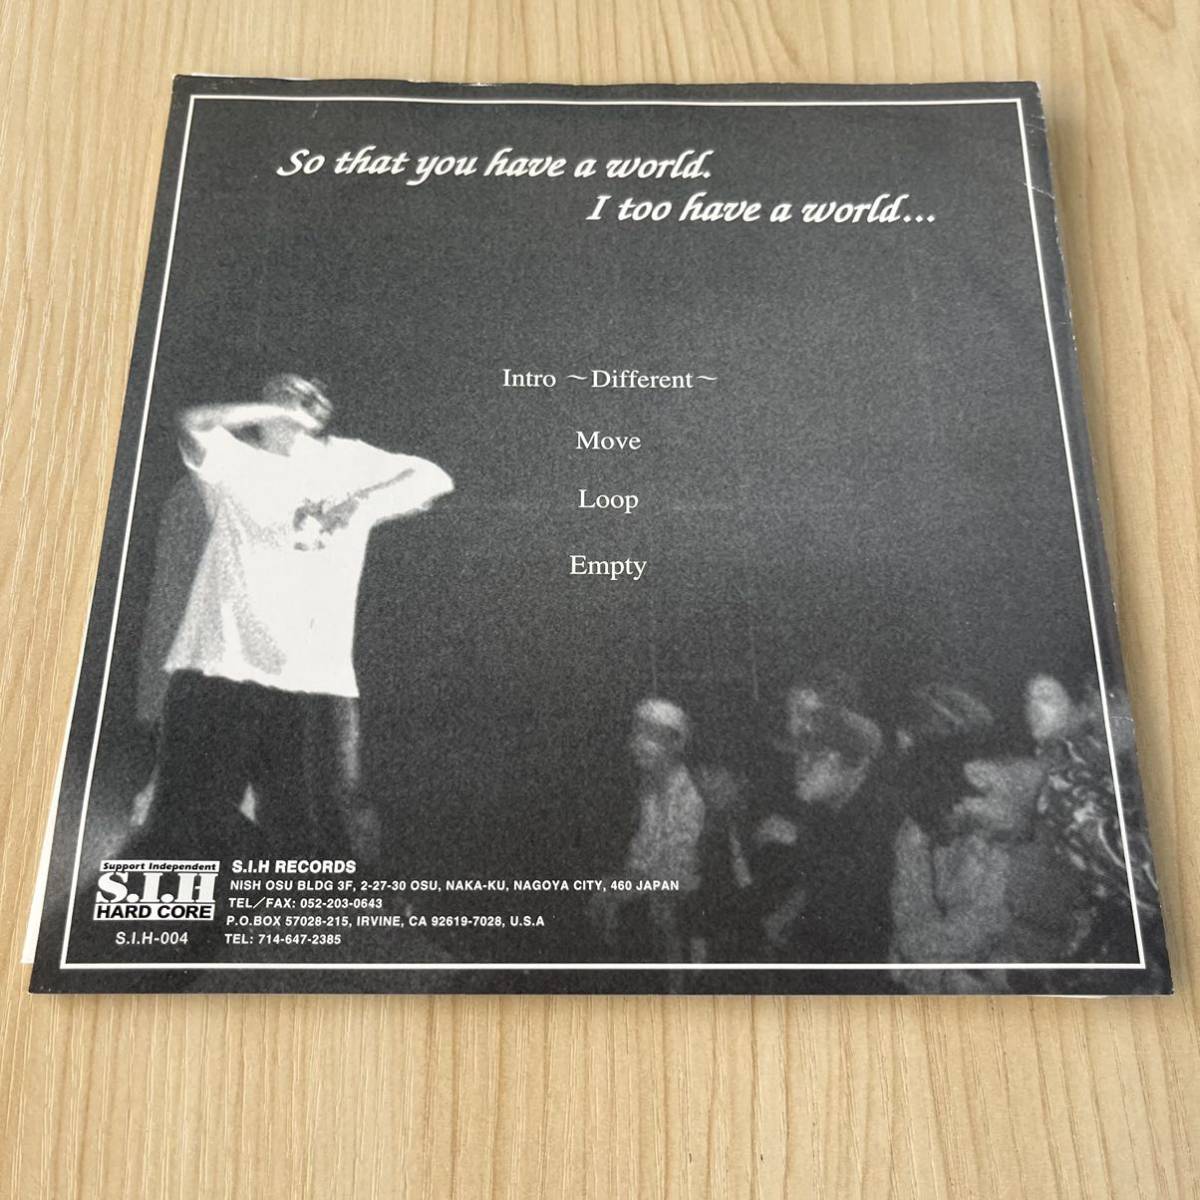 So that you have a world.
I too have a world...
Intro ～Different～
Move
Loop
Empty
Support Independent
S.I.H
HARD CORE
S.I.H-004
S.I.H RECORDS
NISH OSU BLDG 3F, 2-27-30 OSU, NAKA-KU, NAGOYA CITY, 460 JAPAN
TEL／FAX: 052-203-0643
P.O.BOX 57028-215, IRVINE, CA 92619-7028, U.S.A
TEL: 714-647-2385